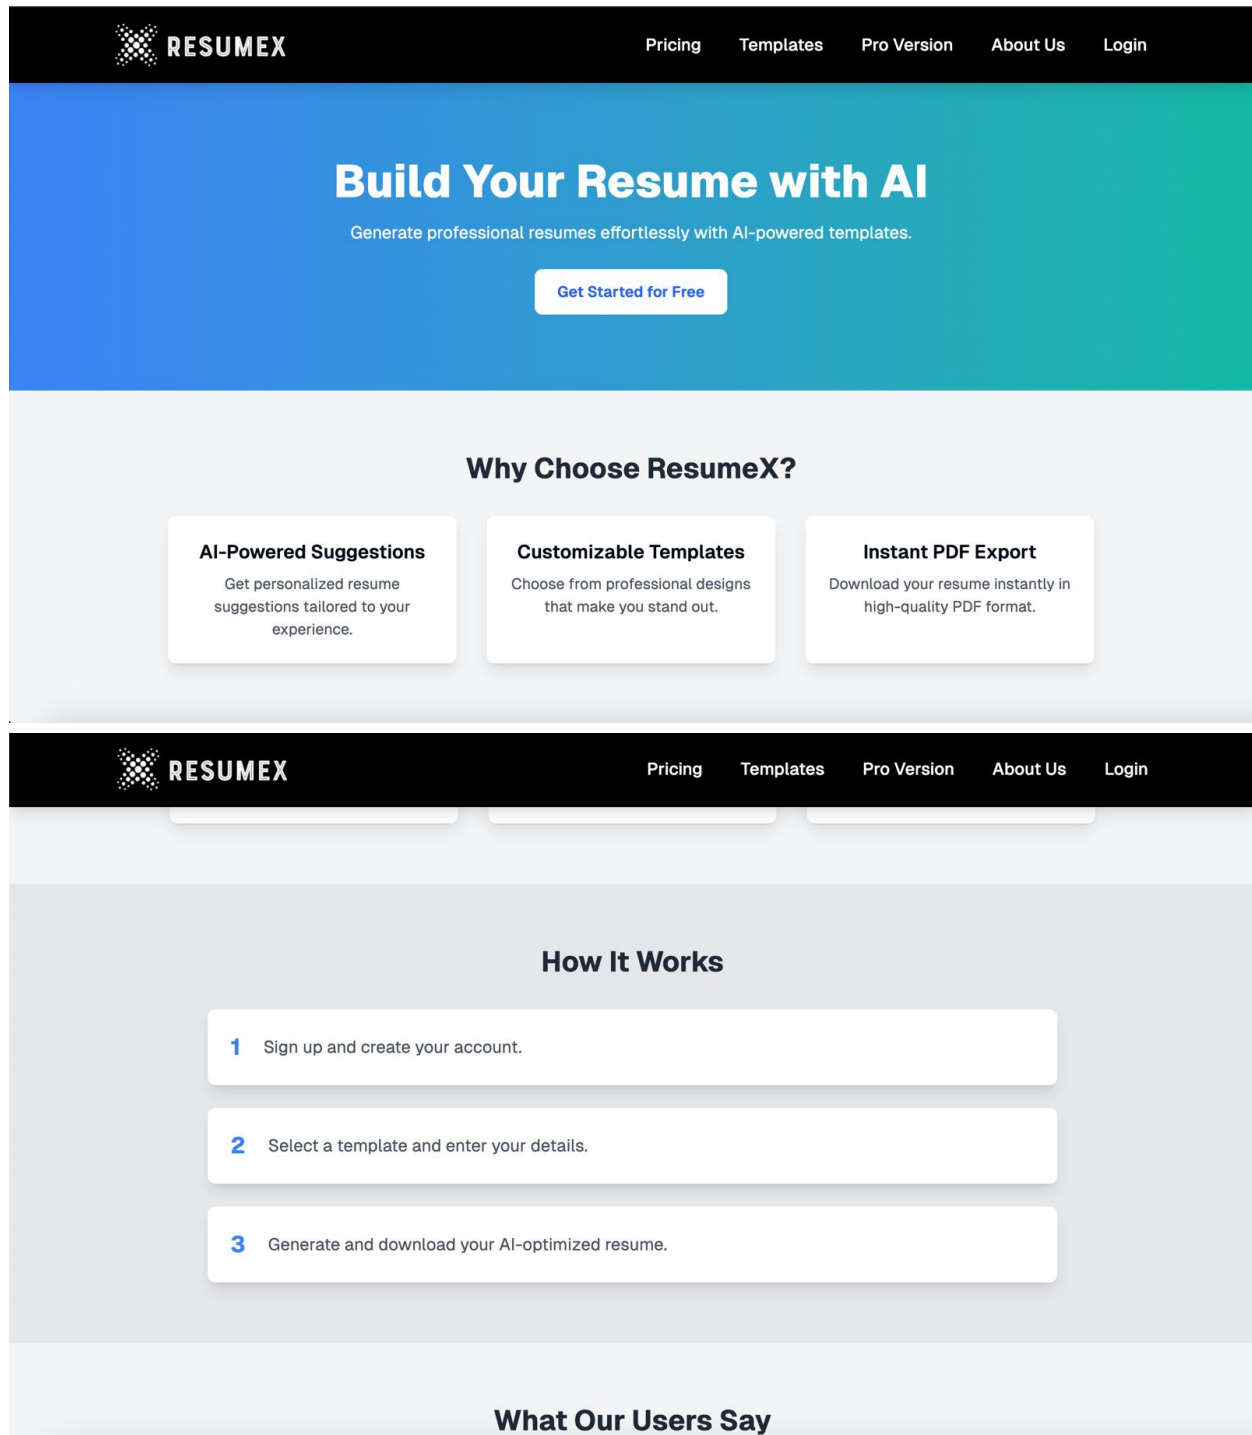 RESUMEX
Pricing
Templates
Pro Version
About Us
Login
Build Your Resume with AI
Generate professional resumes effortlessly with AI-powered templates.
Get Started for Free
Why Choose ResumeX?
AI-Powered Suggestions
Get personalized resume
suggestions tailored to your
experience.
Customizable Templates
Choose from professional designs
that make you stand out.
Instant PDF Export
Download your resume instantly in
high-quality PDF format.
RESUMEX
Pricing
Templates
Pro Version
About Us
Login
How It Works
1 Sign up and create your account.
2 Select a template and enter your details.
3 Generate and download your AI-optimized resume.
What Our Users Say